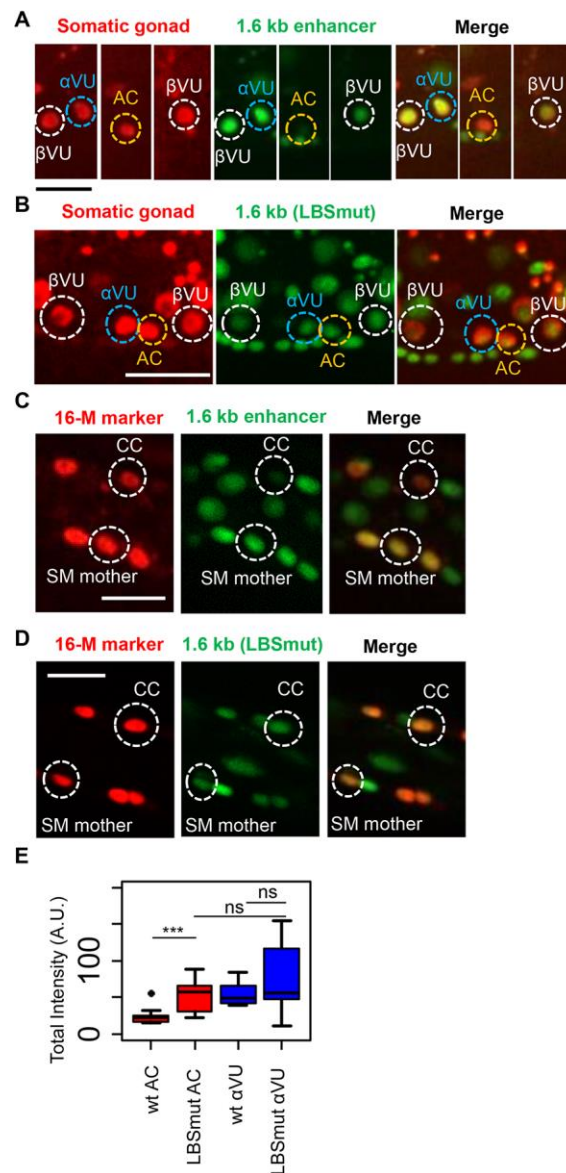 A
Somatic gonad 1.6 kb enhancer Merge
αVU αVU αVU
AC AC AC
βVU βVU βVU
βVU βVU βVU
B
Somatic gonad 1.6 kb (LBSmut) Merge
βVU αVU βVU βVU αVU βVU βVU αVU βVU
AC AC AC
C
16-M marker 1.6 kb enhancer Merge
CC CC CC
SM mother SM mother SM mother
D
16-M marker 1.6 kb (LBSmut) Merge
CC CC CC
SM mother SM mother SM mother
E
Total Intensity (A.U.)
0 100
*** ns ns
wt AC
LBSmut AC
wt αVU
LBSmut αVU